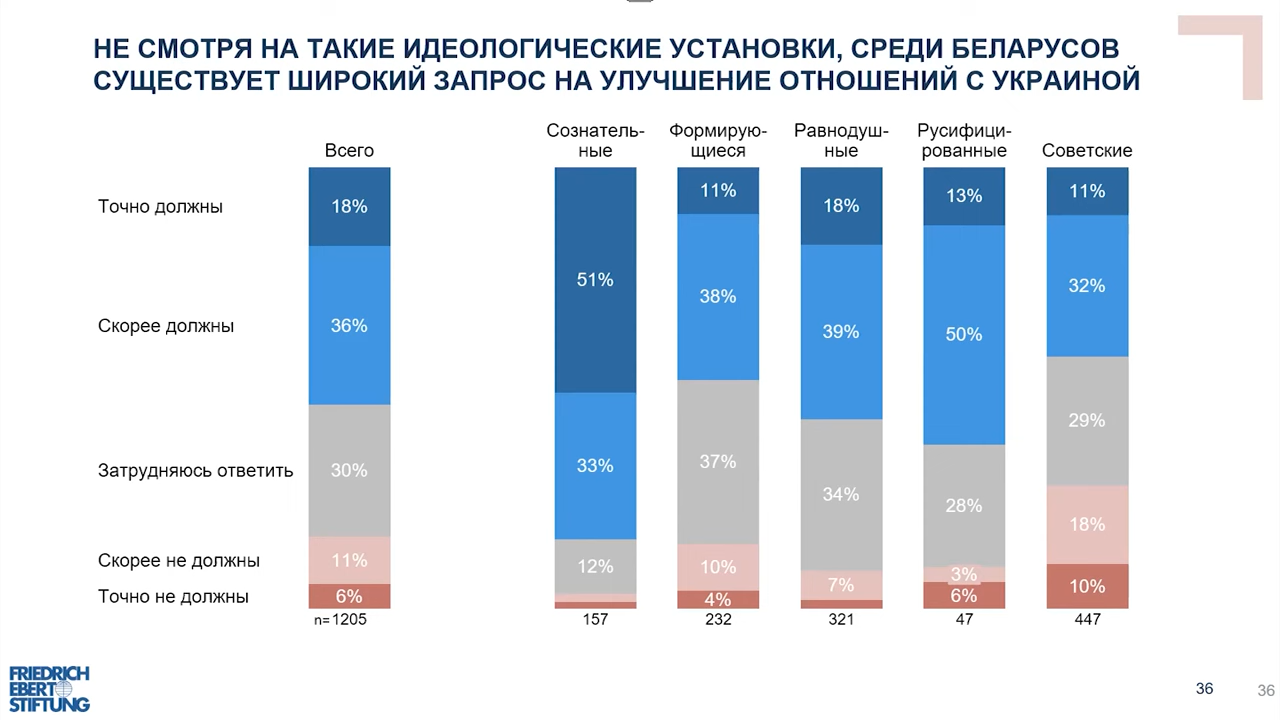 НЕ СМОТРЯ НА ТАКИЕ ИДЕОЛОГИЧЕСКИЕ УСТАНОВКИ, СРЕДИ БЕЛАРУСОВ
СУЩЕСТВУЕТ ШИРОКИЙ ЗАПРОС НА УЛУЧШЕНИЕ ОТНОШЕНИЙ С УКРАИНОЙ
Всего
Сознатель-
ные
Формирую-
щиеся
Равнодуш-
ные
Русифици-
рованные
Советские
Точно должны
18%
51%
11%
18%
13%
11%
Скорее должны
36%
33%
38%
39%
50%
32%
Затрудняюсь ответить
30%
12%
37%
34%
28%
29%
Скорее не должны
11%
10%
7%
3%
18%
Точно не должны
6%
4%
6%
10%
n=1205
157
232
321
47
447
FRIEDRICH
EBERT
STIFTUNG
36
36